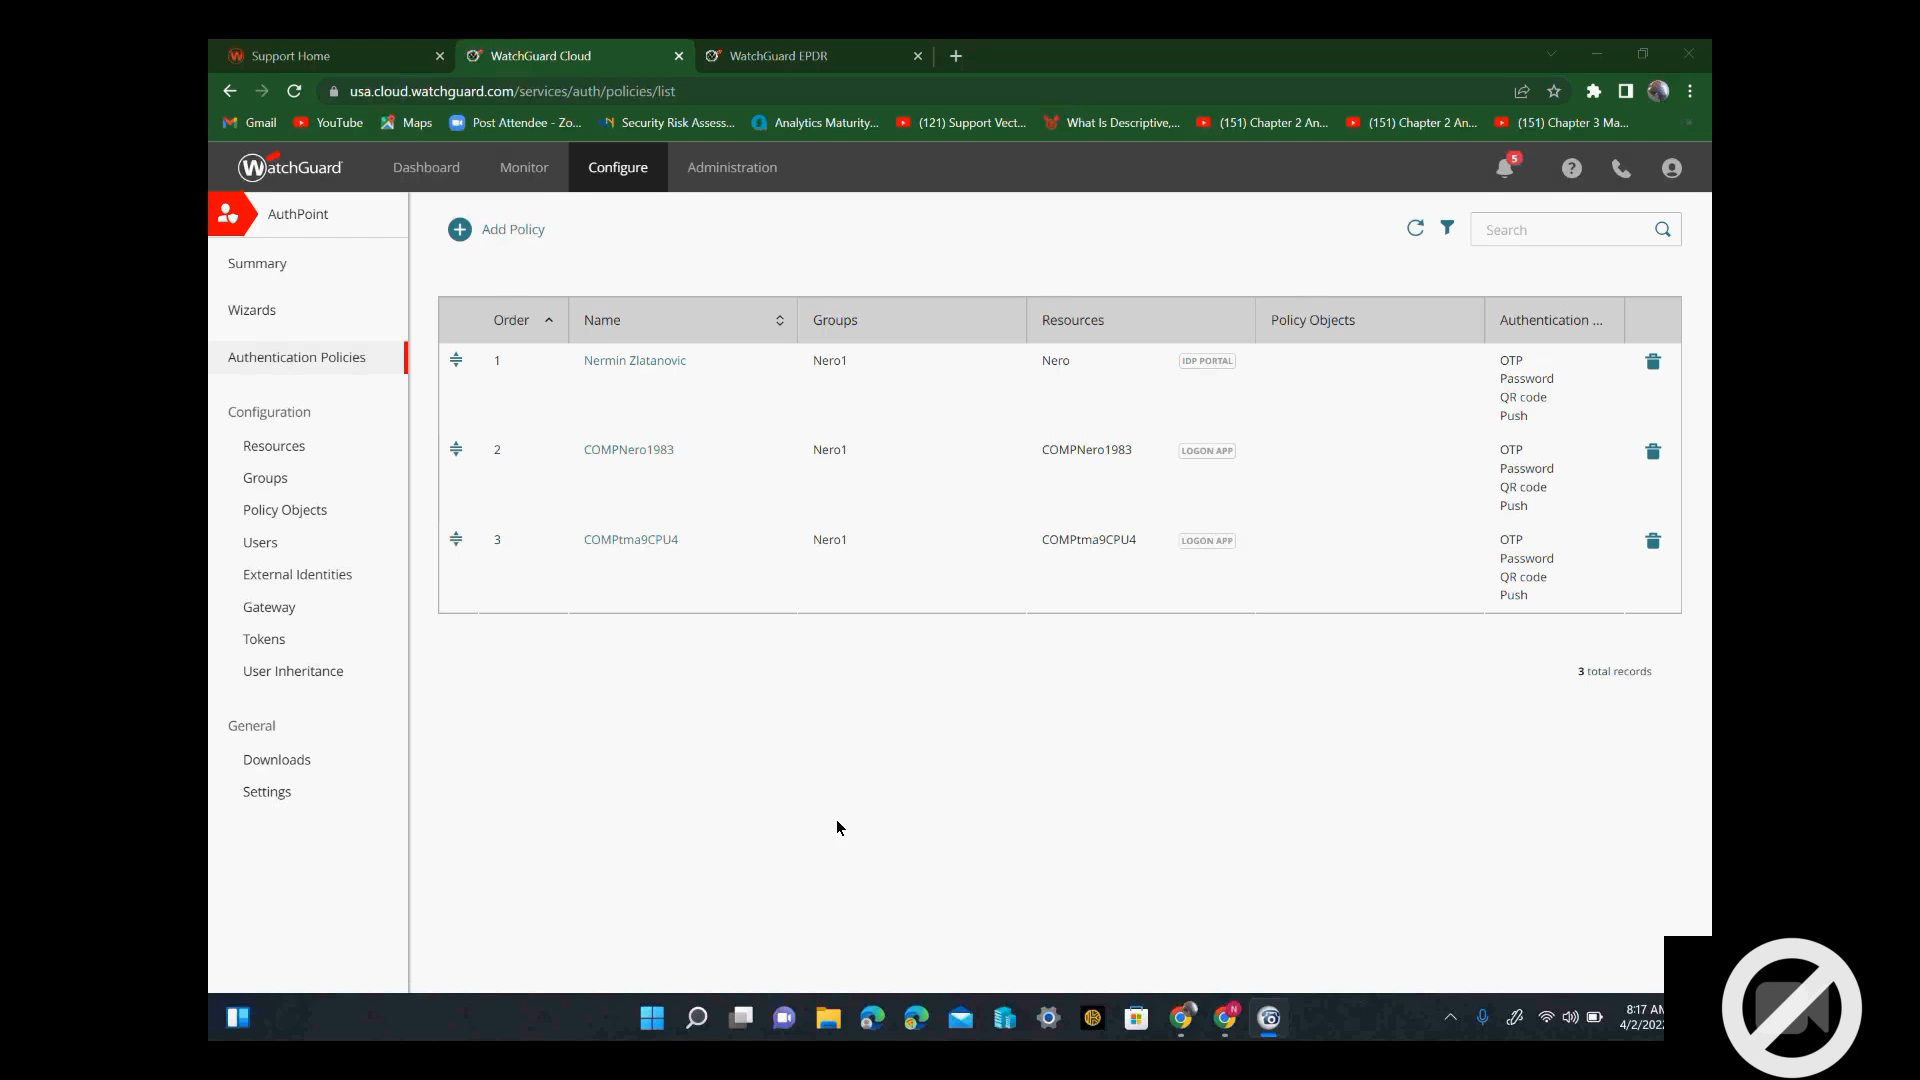 Support Home
WatchGuard Cloud
WatchGuard EPDR
usa.cloud.watchguard.com/services/auth/policies/list
Gmail
YouTube
Maps
Post Attendee - Zo...
Security Risk Assess...
Analytics Maturity...
(121) Support Vect...
What Is Descriptive,...
(151) Chapter 2 An...
(151) Chapter 2 An...
(151) Chapter 3 Ma...
WatchGuard
Dashboard
Monitor
Configure
Administration
5
AuthPoint
Summary
Wizards
Authentication Policies
Configuration
Resources
Groups
Policy Objects
Users
External Identities
Gateway
Tokens
User Inheritance
General
Downloads
Settings
Add Policy
Search
Order Name Groups Resources Policy Objects Authentication ...
1 Nermin Zlatanovic Nero1 Nero IDP PORTAL OTP
Password
QR code
Push
2 COMPNero1983 Nero1 COMPNero1983 LOGON APP OTP
Password
QR code
Push
3 COMPtma9CPU4 Nero1 COMPtma9CPU4 LOGON APP OTP
Password
QR code
Push
3 total records
8:17 AM